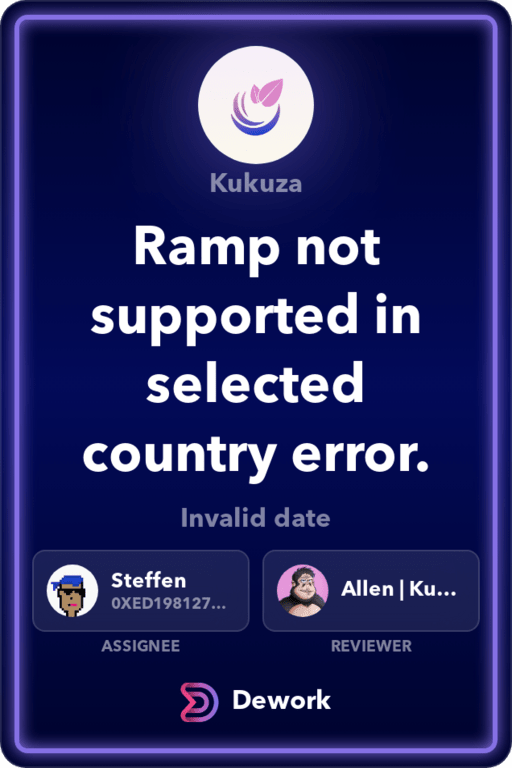 Kukuza
Ramp not
supported in
selected
country error.
Invalid date
Steffen
0XED198127...
ASSIGNEE
Allen | Ku...
REVIEWER
Dework